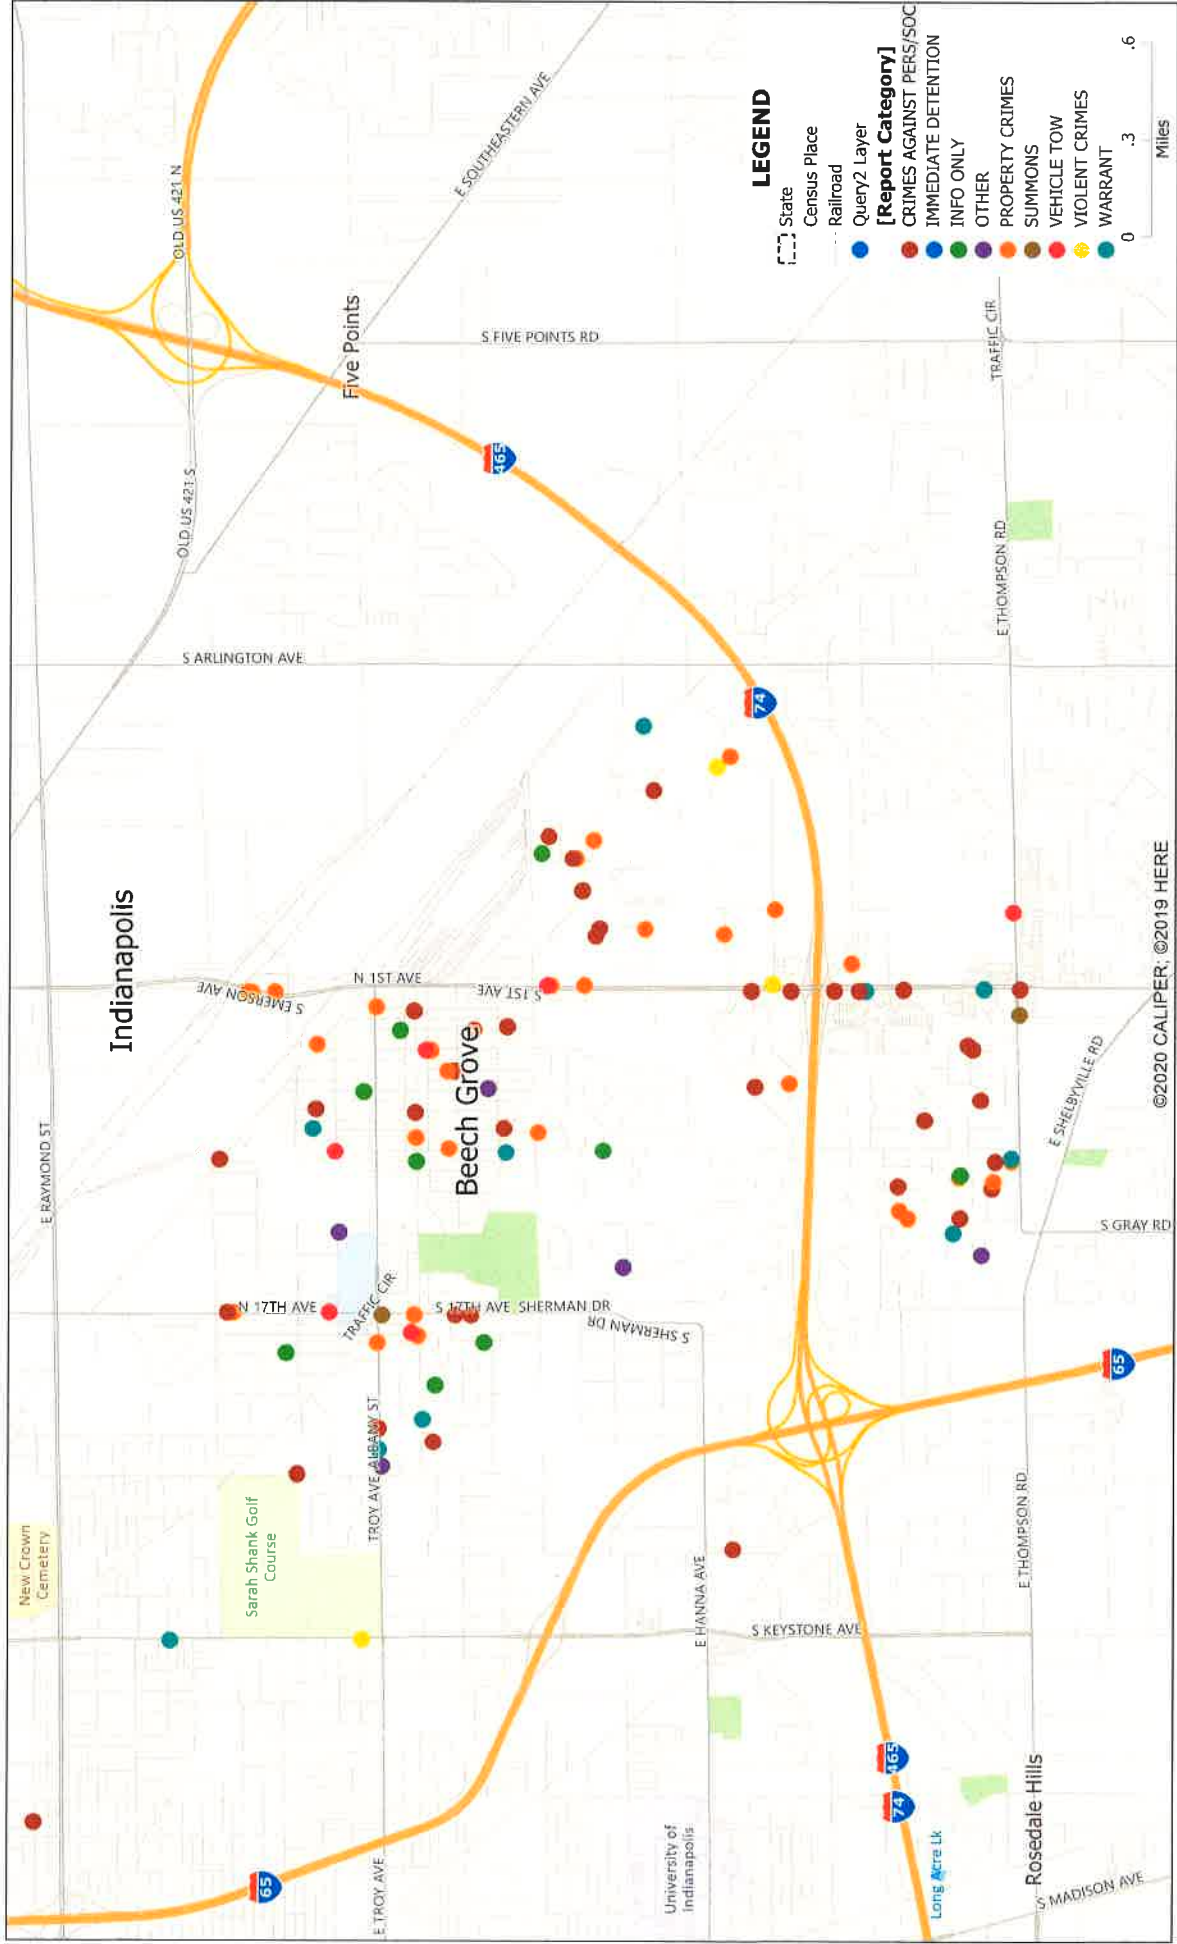 OLD US 421 N
E SOUTHEASTERN AVE
Five Points
S FIVE POINTS RD
465
OLD US 421 S
S ARLINGTON AVE
74
E THOMPSON RD
TRAFFIC CIR
LEGEND
State
Census Place
Railroad
Query2 Layer
[Report Category]
CRIMES AGAINST PERS/SOC
IMMEDIATE DETENTION
INFO ONLY
OTHER
PROPERTY CRIMES
SUMMONS
VEHICLE TOW
VIOLENT CRIMES
WARRANT
0 .3 .6
Miles
Indianapolis
E RAYMOND ST
S EMERSON AVE
N 1ST AVE
S 1ST AVE
Beech Grove
N 17TH AVE
TRAFFIC CIR
S 17TH AVE
SHERMAN DR
S SHERMAN DR
E SHELBYVILLE RD
S GRAY RD
©2020 CALIPER; ©2019 HERE
New Crown
Cemetery
Sarah Shank Golf
Course
TROY AVE
ALBANY ST
65
E HANNA AVE
S KEYSTONE AVE
E THOMPSON RD
65
E TROY AVE
University of
Indianapolis
465
74
Long Acre Lk
Rosedale Hills
S MADISON AVE